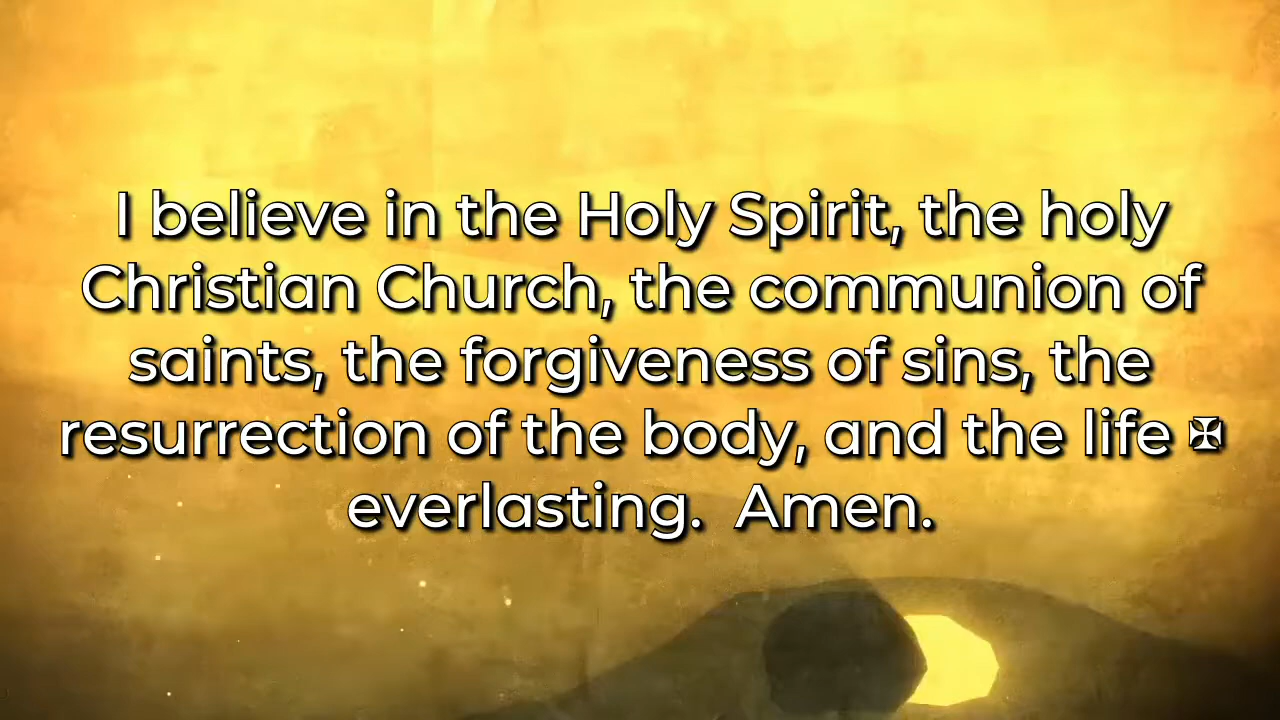 I believe in the Holy Spirit, the holy
Christian Church, the communion of
saints, the forgiveness of sins, the
resurrection of the body, and the life ✠
everlasting.  Amen.